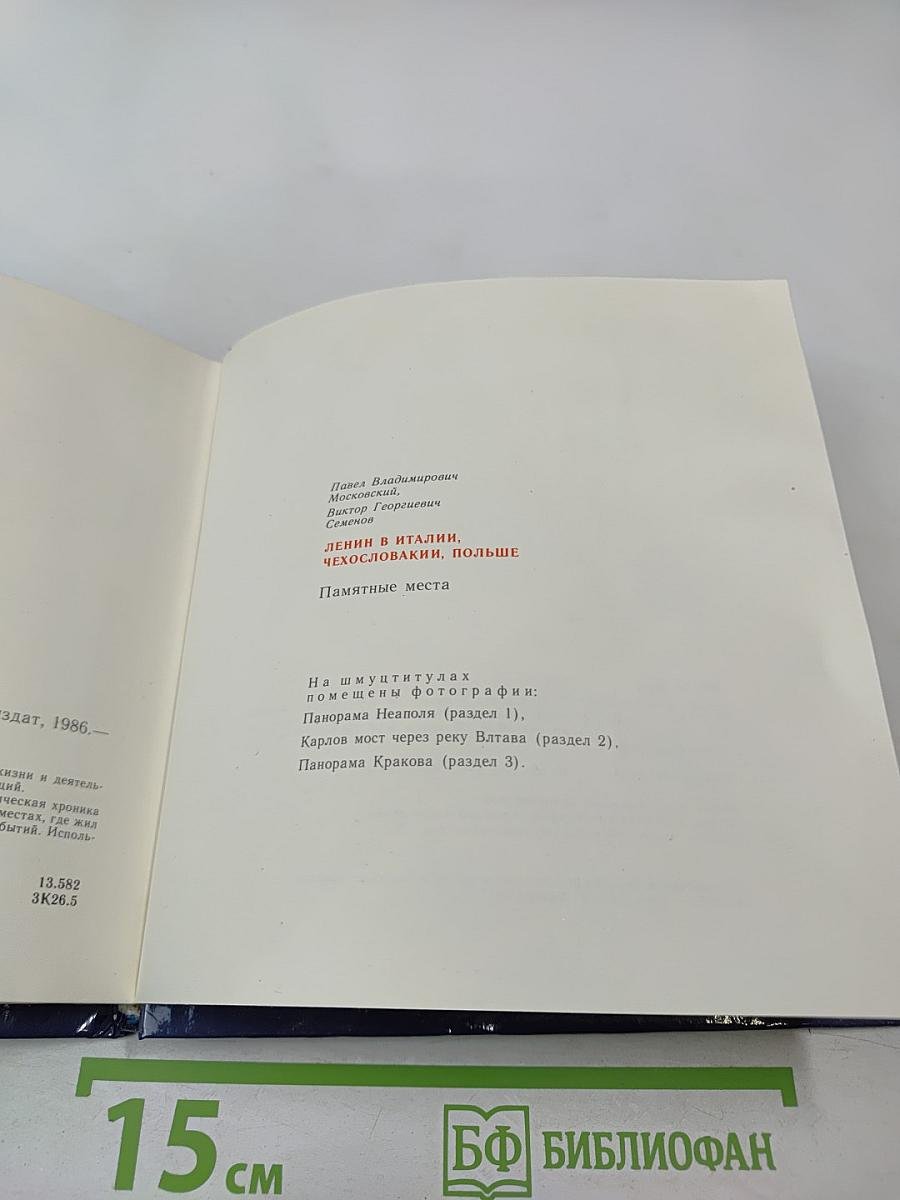 здат, 1986.—
жизни и деятель-
ций.
ческая хроника
местах, где жил
бытий. Исполь-
13.582
3К26.5
Павел Владимирович
Московский,
Виктор Георгиевич
Семенов
ЛЕНИН В ИТАЛИИ,
ЧЕХОСЛОВАКИИ, ПОЛЬШЕ
Памятные места
На шмуцтитулах
помещены фотографии:
Панорама Неаполя (раздел 1),
Карлов мост через реку Влтава (раздел 2),
Панорама Кракова (раздел 3).
15 см
БФ БИБЛИОФАН